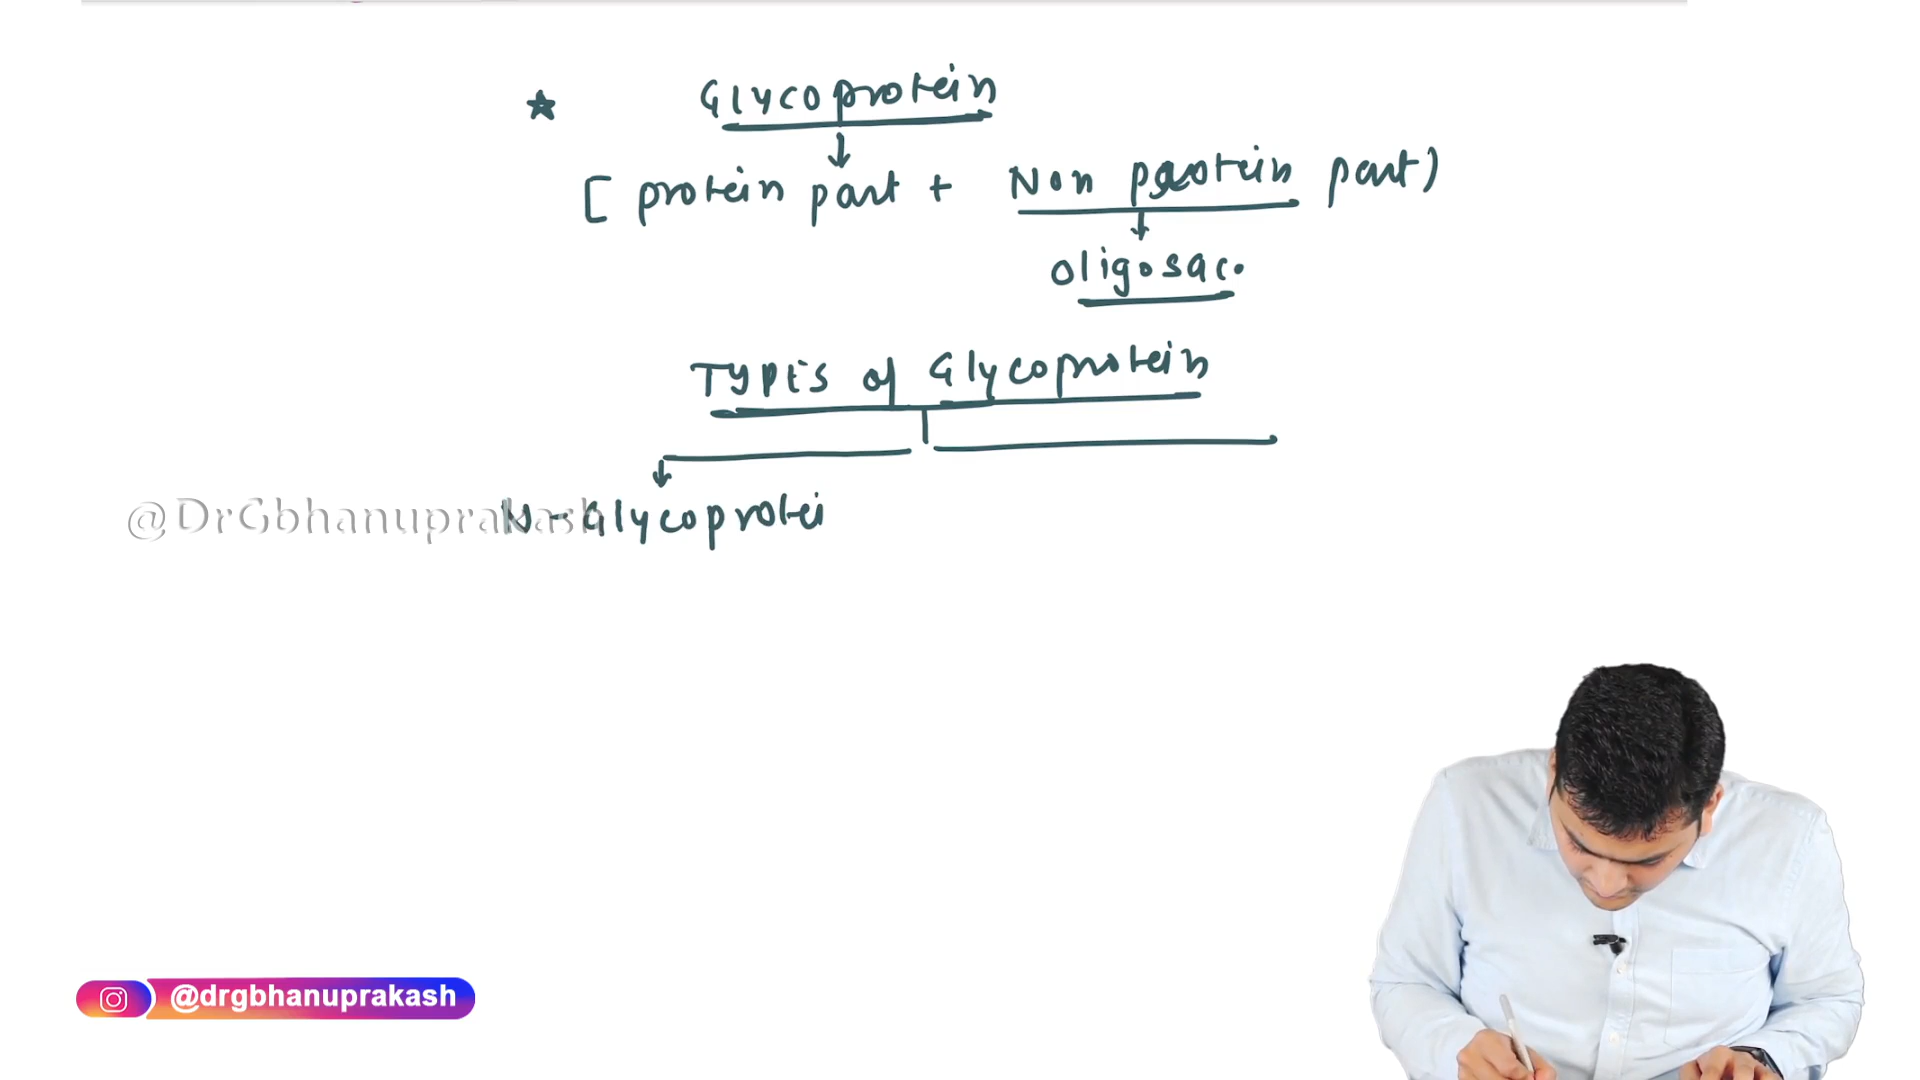 Glycoprotein
[ protein part + Non protein part)
oligosac.
TYPES of Glycoprotein
N-Glycoprotei
@DrGbhanuprakash
@drgbhanuprakash